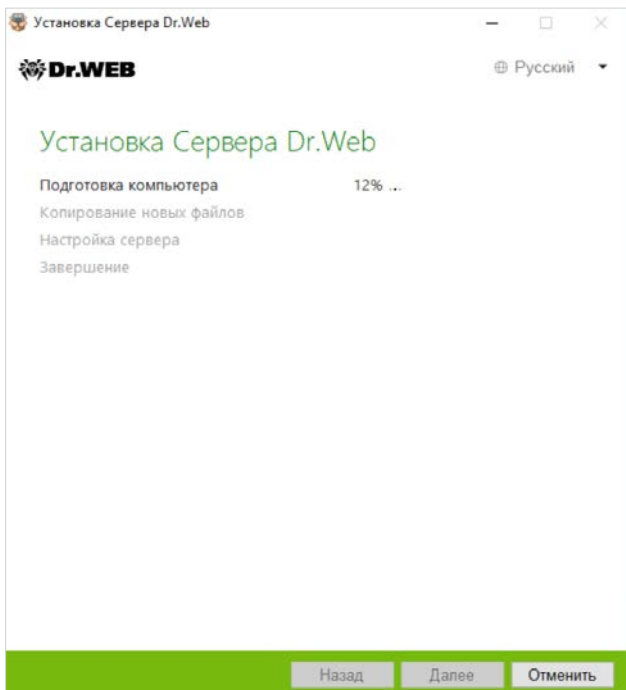 Установка Сервера Dr.Web
Dr.WEB
Русский
Установка Сервера Dr.Web
Подготовка компьютера 12% ...
Копирование новых файлов
Настройка сервера
Завершение
Назад Далее Отменить